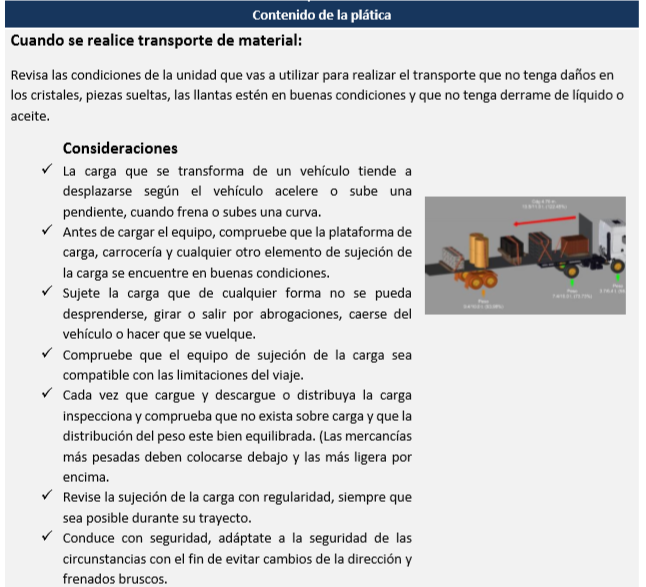 Contenido de la plática
Cuando se realice transporte de material:
Revisa las condiciones de la unidad que vas a utilizar para realizar el transporte que no tenga daños en
los cristales, piezas sueltas, las llantas estén en buenas condiciones y que no tenga derrame de líquido o
aceite.
Consideraciones
✓ La carga que se transforma de un vehículo tiende a
desplazarse según el vehículo acelere o sube una
pendiente, cuando frena o subes una curva.
✓ Antes de cargar el equipo, compruebe que la plataforma de
carga, carrocería y cualquier otro elemento de sujeción de
la carga se encuentre en buenas condiciones.
✓ Sujete la carga que de cualquier forma no se pueda
desprenderse, girar o salir por abrogaciones, caerse del
vehículo o hacer que se vuelque.
✓ Compruebe que el equipo de sujeción de la carga sea
compatible con las limitaciones del viaje.
✓ Cada vez que cargue y descargue o distribuya la carga
inspecciona y comprueba que no exista sobre carga y que la
distribución del peso este bien equilibrada. (Las mercancías
más pesadas deben colocarse debajo y las más ligera por
encima.
✓ Revise la sujeción de la carga con regularidad, siempre que
sea posible durante su trayecto.
✓ Conduce con seguridad, adáptate a la seguridad de las
circunstancias con el fin de evitar cambios de la dirección y
frenados bruscos.